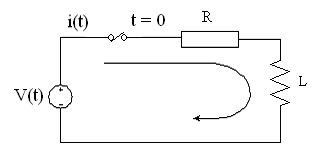 i(t)
t = 0
R
V(t)
+
-
L